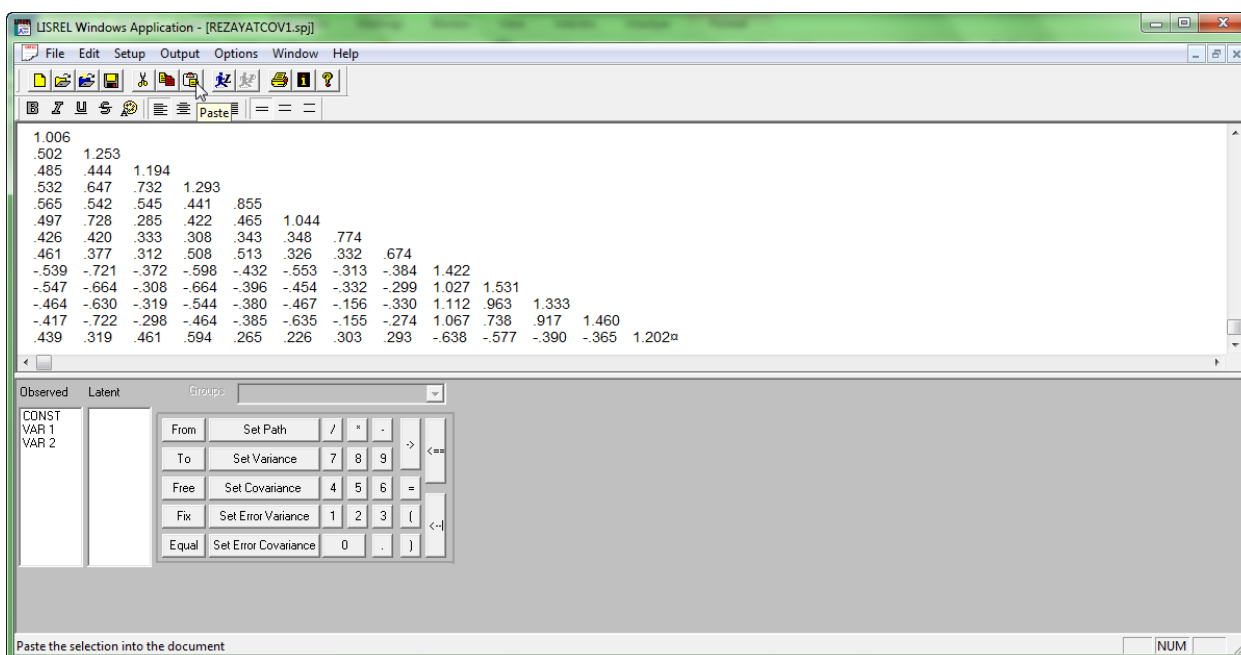 LISREL Windows Application - [REZAYATCOV1.spj]
File Edit Setup Output Options Window Help
B I U S
Paste
1.006
.502 1.253
.485 .444 1.194
.532 .647 .732 1.293
.565 .542 .545 .441 .855
.497 .728 .285 .422 .465 1.044
.426 .420 .333 .308 .343 .348 .774
.461 .377 .312 .508 .513 .326 .332 .674
-.539 -.721 -.372 -.598 -.432 -.553 -.313 -.384 1.422
-.547 -.664 -.308 -.664 -.396 -.454 -.332 -.299 1.027 1.531
-.464 -.630 -.319 -.544 -.380 -.467 -.156 -.330 1.112 .963 1.333
-.417 -.722 -.298 -.464 -.385 -.635 -.155 -.274 1.067 .738 .917 1.460
.439 .319 .461 .594 .265 .226 .303 .293 -.638 -.577 -.390 -.365 1.202¤
Observed Latent Groups
CONST
VAR 1
VAR 2
From Set Path / * - -> <==
To Set Variance 7 8 9
Free Set Covariance 4 5 6 =
Fix Set Error Variance 1 2 3 ( <--|
Equal Set Error Covariance 0 . )
Paste the selection into the document NUM